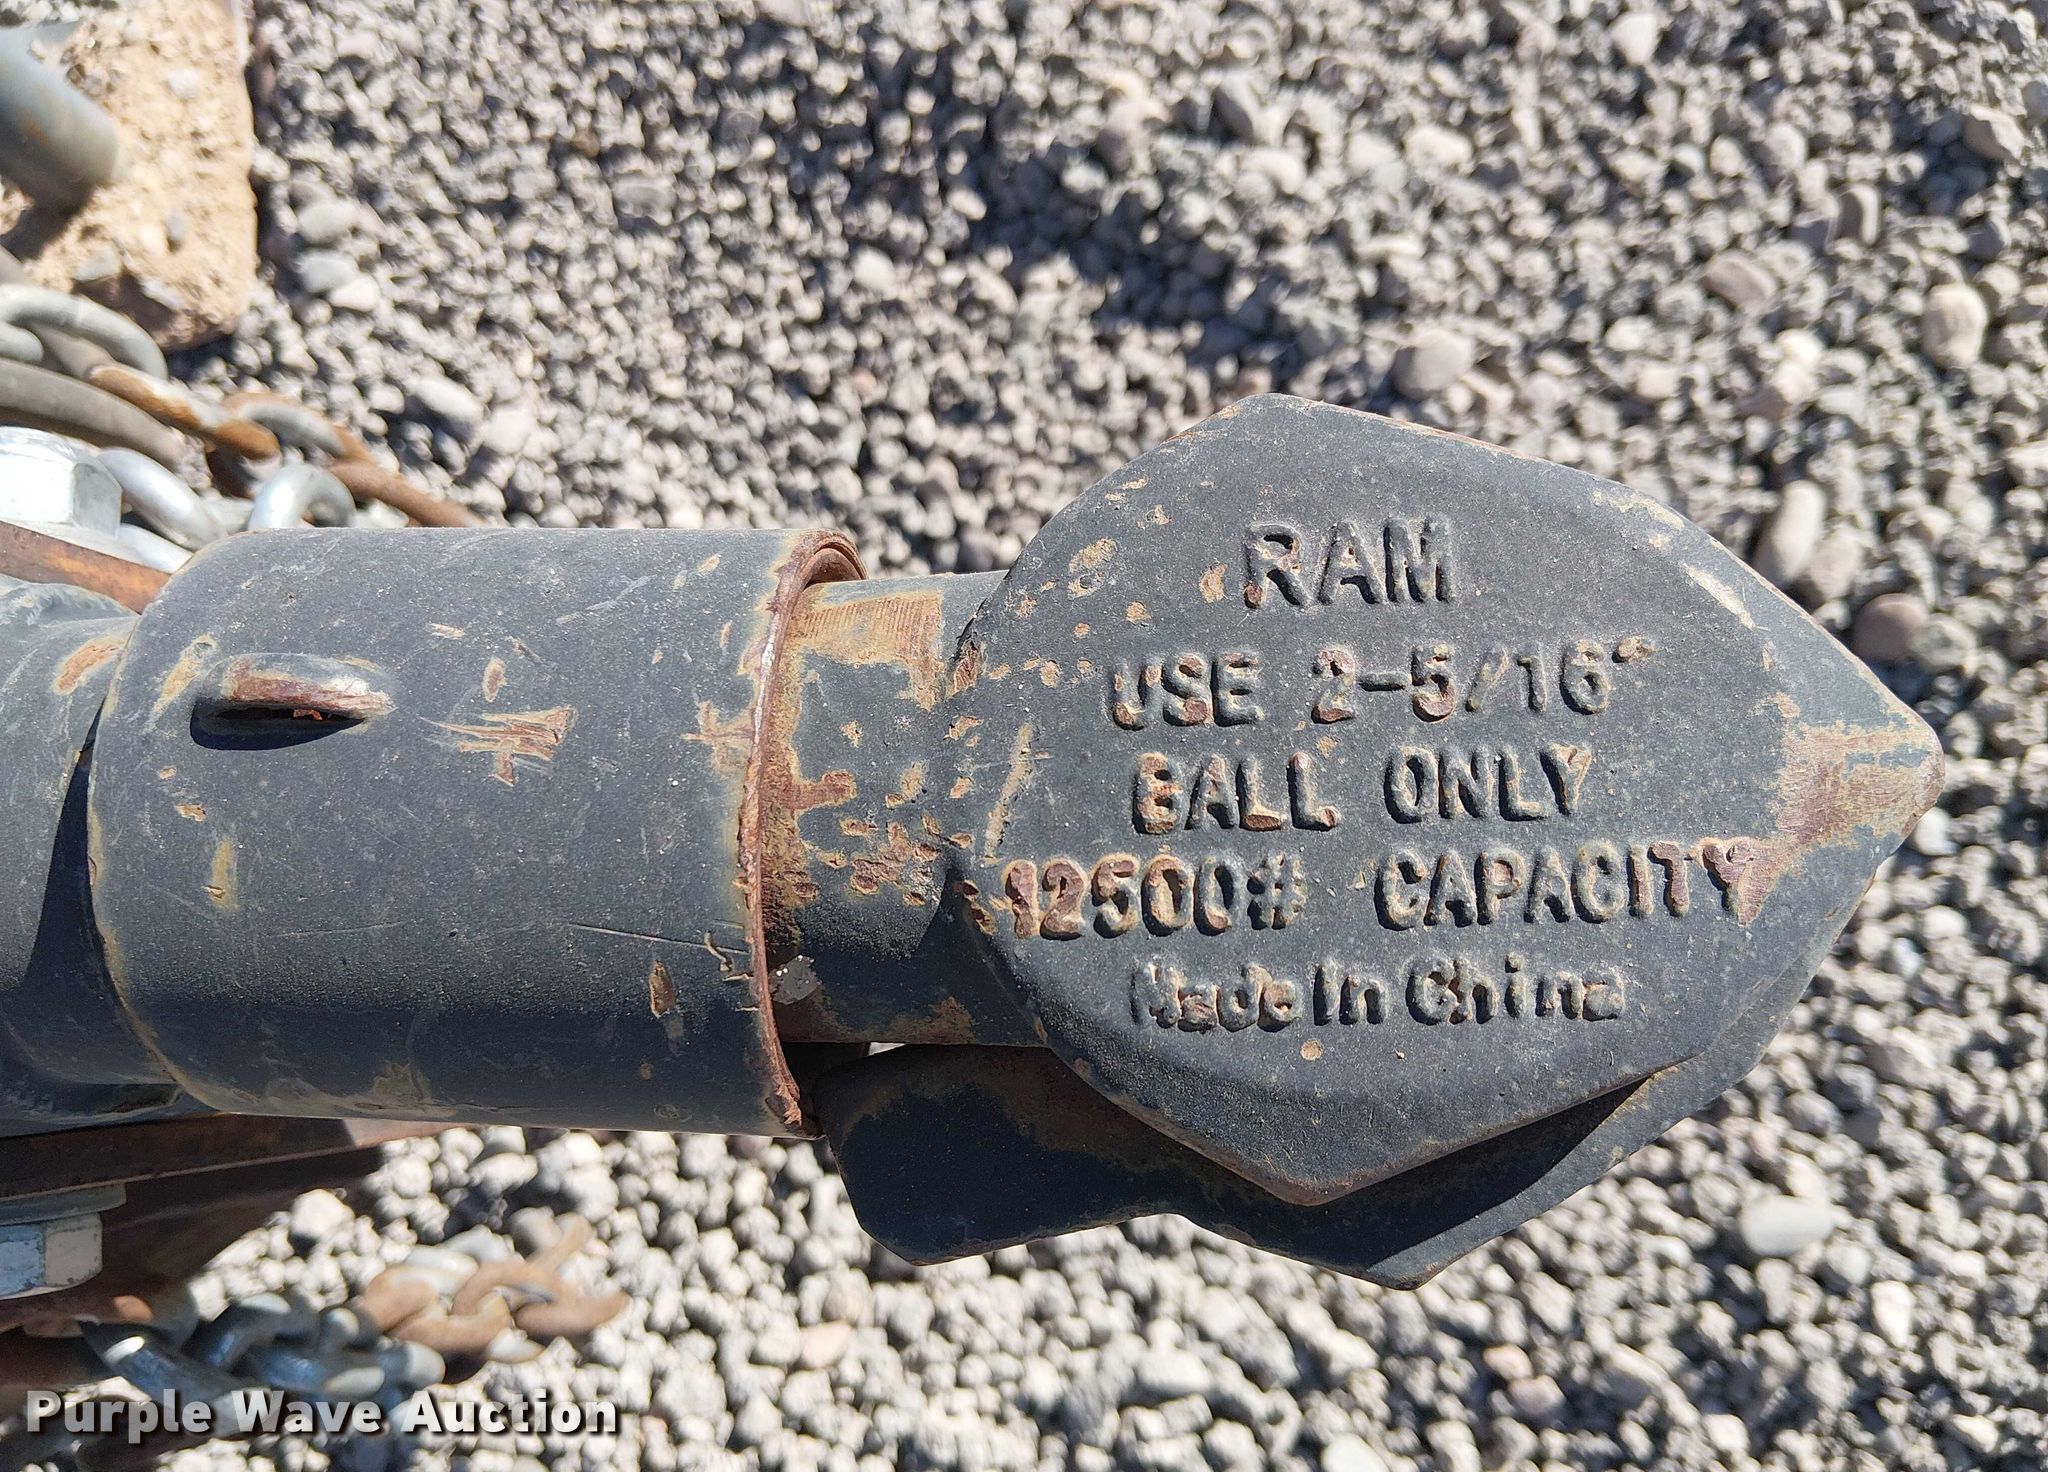 RAM
USE 2-5/16"
BALL ONLY
12500# CAPACITY
Made In China
Purple Wave Auction